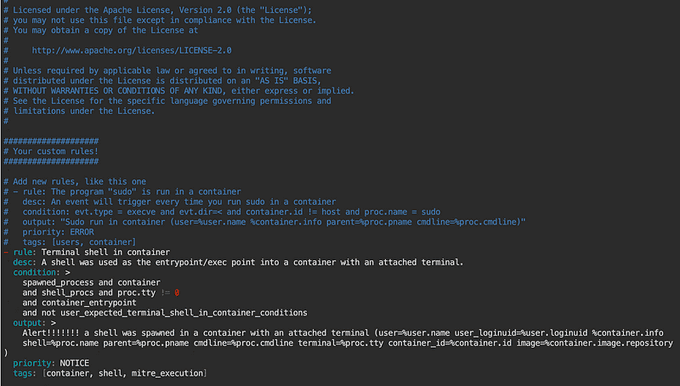 #
# Licensed under the Apache License, Version 2.0 (the "License");
# you may not use this file except in compliance with the License.
# You may obtain a copy of the License at
#
#     http://www.apache.org/licenses/LICENSE-2.0
#
# Unless required by applicable law or agreed to in writing, software
# distributed under the License is distributed on an "AS IS" BASIS,
# WITHOUT WARRANTIES OR CONDITIONS OF ANY KIND, either express or implied.
# See the License for the specific language governing permissions and
# limitations under the License.
#

####################
# Your custom rules!
####################

# Add new rules, like this one
# - rule: The program "sudo" is run in a container
#   desc: An event will trigger every time you run sudo in a container
#   condition: evt.type = execve and evt.dir=< and container.id != host and proc.name = sudo
#   output: "Sudo run in container (user=%user.name %container.info parent=%proc.pname cmdline=%proc.cmdline)"
#   priority: ERROR
#   tags: [users, container]
- rule: Terminal shell in container
  desc: A shell was used as the entrypoint/exec point into a container with an attached terminal.
  condition: >
    spawned_process and container
    and shell_procs and proc.tty != 0
    and container_entrypoint
    and not user_expected_terminal_shell_in_container_conditions
  output: >
    Alert!!!!!!! a shell was spawned in a container with an attached terminal (user=%user.name user_loginuid=%user.loginuid %container.info
    shell=%proc.name parent=%proc.pname cmdline=%proc.cmdline terminal=%proc.tty container_id=%container.id image=%container.image.repository
)
  priority: NOTICE
  tags: [container, shell, mitre_execution]